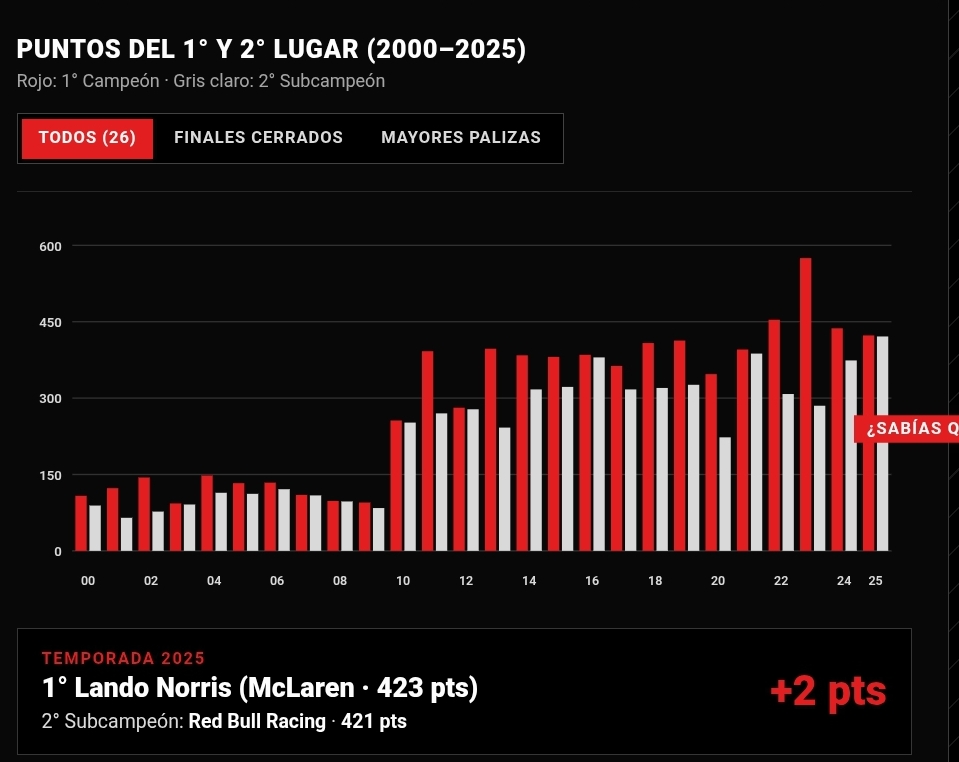 PUNTOS DEL 1° Y 2° LUGAR (2000–2025)
Rojo: 1° Campeón · Gris claro: 2° Subcampeón
TODOS (26) FINALES CERRADOS MAYORES PALIZAS
600
450
300
150
0
¿SABÍAS Q
00 02 04 06 08 10 12 14 16 18 20 22 24 25
TEMPORADA 2025
1° Lando Norris (McLaren · 423 pts)
2° Subcampeón: Red Bull Racing · 421 pts
+2 pts